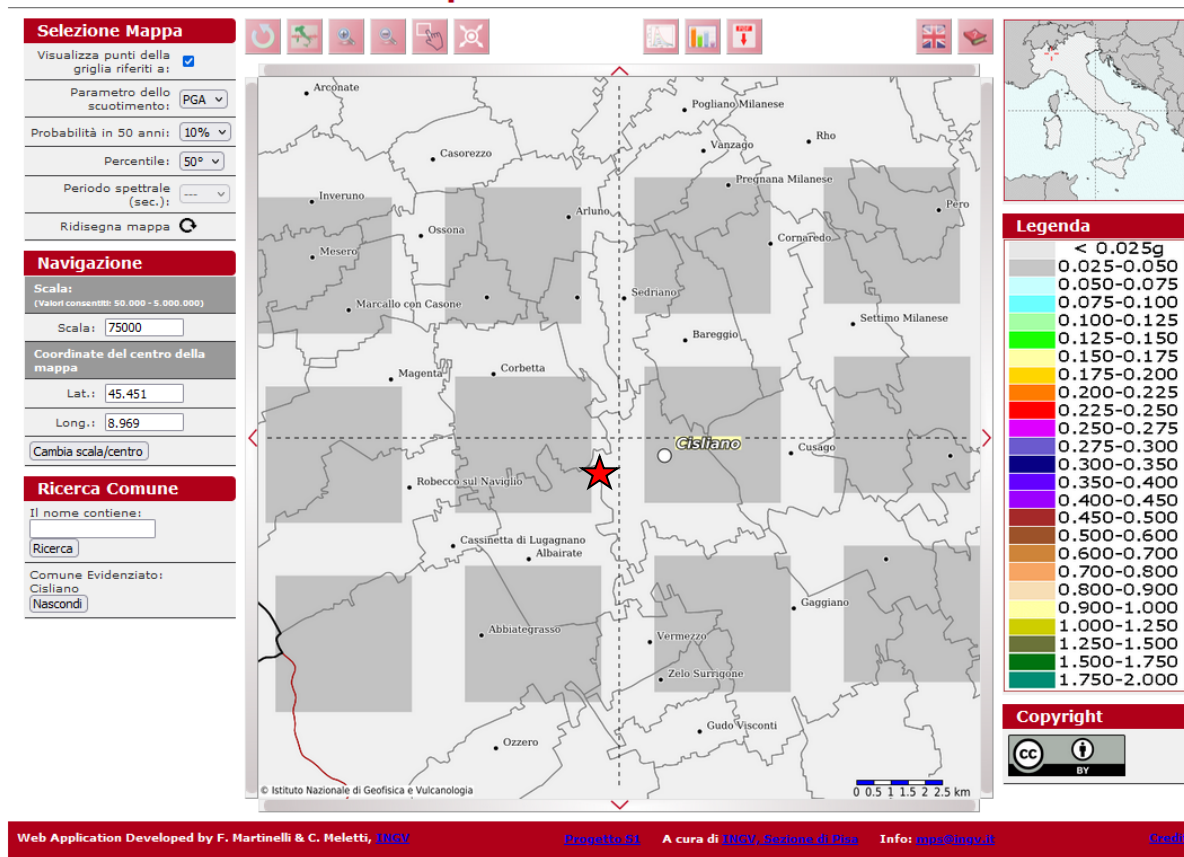 Selezione Mappa
Visualizza punti della
griglia riferiti a:
Parametro dello
scuotimento: PGA
Probabilità in 50 anni: 10%
Percentile: 50°
Periodo spettrale
(sec.): ---
Ridisegna mappa
Navigazione
Scala:
(Valori consentiti: 50.000 - 5.000.000)
Scala: 75000
Coordinate del centro della
mappa
Lat.: 45.451
Long.: 8.969
Cambia scala/centro
Ricerca Comune
Il nome contiene:
Ricerca
Comune Evidenziato:
Cisliano
Nascondi
Arconate
Pogliano Milanese
Rho
Vanzago
Casorezzo
Pregnana Milanese
Inveruno
Pero
Arluno
Ossona
Cornaredo
Mesero
Sedriano
Marcallo con Casone
Settimo Milanese
Bareggio
Magenta
Corbetta
Cisliano
Cusago
Robecco sul Naviglio
Cassinetta di Lugagnano
Albairate
Gaggiano
Abbiategrasso
Vermezzo
Zelo Surrigone
Gudo Visconti
Ozzero
© Istituto Nazionale di Geofisica e Vulcanologia
0 0.5 1 1.5 2 2.5 km
Legenda
< 0.025g
0.025-0.050
0.050-0.075
0.075-0.100
0.100-0.125
0.125-0.150
0.150-0.175
0.175-0.200
0.200-0.225
0.225-0.250
0.250-0.275
0.275-0.300
0.300-0.350
0.350-0.400
0.400-0.450
0.450-0.500
0.500-0.600
0.600-0.700
0.700-0.800
0.800-0.900
0.900-1.000
1.000-1.250
1.250-1.500
1.500-1.750
1.750-2.000
Copyright
cc BY
Web Application Developed by F. Martinelli & C. Meletti, INGV Progetto S1 A cura di INGV, Sezione di Pisa Info: mps@ingv.it